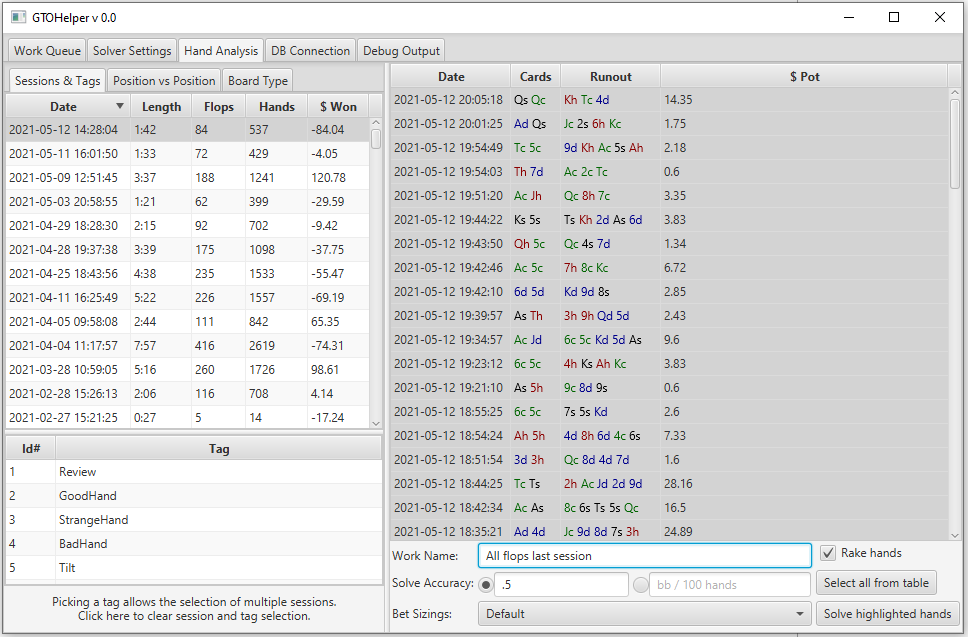 GTOHelper v 0.0
Work Queue Solver Settings Hand Analysis DB Connection Debug Output
Sessions & Tags Position vs Position Board Type
Date Length Flops Hands $ Won
2021-05-12 14:28:04 1:42 84 537 -84.04
2021-05-11 16:01:50 1:33 72 429 -4.05
2021-05-09 12:51:45 3:37 188 1241 120.78
2021-05-03 20:58:55 1:21 62 399 -29.59
2021-04-29 18:28:30 2:15 92 702 -9.42
2021-04-28 19:37:38 3:39 175 1098 -37.75
2021-04-25 18:43:56 4:38 235 1533 -55.47
2021-04-11 16:25:49 5:22 226 1557 -69.19
2021-04-05 09:58:08 2:44 111 842 65.35
2021-04-04 11:17:57 7:57 416 2619 -74.31
2021-03-28 10:59:05 5:16 260 1726 98.61
2021-02-28 15:26:13 2:06 116 708 4.14
2021-02-27 15:21:25 0:27 5 14 -17.24
Id# Tag
1 Review
2 GoodHand
3 StrangeHand
4 BadHand
5 Tilt
Picking a tag allows the selection of multiple sessions.
Click here to clear session and tag selection.
Date Cards Runout $ Pot
2021-05-12 20:05:18 Qs Qc Kh Tc 4d 14.35
2021-05-12 20:01:25 Ad Qs Jc 2s 6h Kc 1.75
2021-05-12 19:54:49 Tc 5c 9d Kh Ac 5s Ah 2.18
2021-05-12 19:54:03 Th 7d Ac 2c Tc 0.6
2021-05-12 19:51:20 Ac Jh Qc 8h 7c 3.35
2021-05-12 19:44:22 Ks 5s Ts Kh 2d As 6d 3.83
2021-05-12 19:43:50 Qh 5c Qc 4s 7d 1.34
2021-05-12 19:42:46 Ac 5c 7h 8c Kc 6.72
2021-05-12 19:42:10 6d 5d Kd 9d 8s 2.85
2021-05-12 19:39:57 As Th 3h 9h Qd 5d 2.43
2021-05-12 19:34:57 Ac Jd 6c 5c Kd 5d As 9.6
2021-05-12 19:23:12 6c 5c 4h Ks Ah Kc 3.83
2021-05-12 19:21:10 As 5h 9c 8d 9s 0.6
2021-05-12 18:55:25 6c 5c 7s 5s Kd 2.6
2021-05-12 18:54:24 Ah 5h 4d 8h 6d 4c 6s 7.33
2021-05-12 18:51:54 3d 3h Qc 8d 4d 7d 1.6
2021-05-12 18:44:25 Tc Ts 2h Ac Jd 2d 9d 28.16
2021-05-12 18:42:34 Ac As 8c 6s Ts 5s Qc 16.5
2021-05-12 18:35:21 Ad 4d Jc 9d 8d 7s 3h 24.89
Work Name: All flops last session Rake hands
Solve Accuracy: .5 bb / 100 hands Select all from table
Bet Sizings: Default Solve highlighted hands